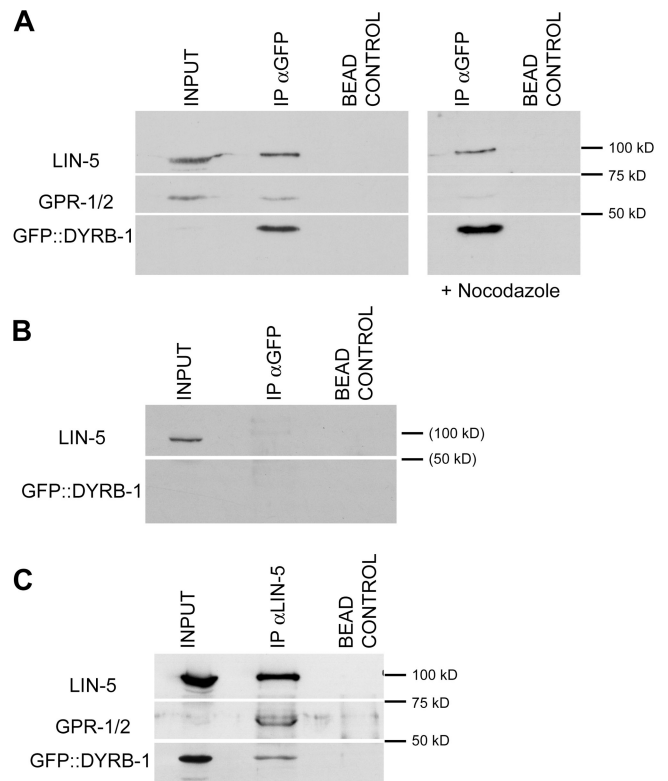 A
INPUT
IP αGFP
BEAD
CONTROL
IP αGFP
BEAD
CONTROL
LIN-5
GPR-1/2
GFP::DYRB-1
100 kD
75 kD
50 kD
+ Nocodazole
B
INPUT
IP αGFP
BEAD
CONTROL
LIN-5
GFP::DYRB-1
(100 kD)
(50 kD)
C
INPUT
IP αLIN-5
BEAD
CONTROL
LIN-5
GPR-1/2
GFP::DYRB-1
100 kD
75 kD
50 kD